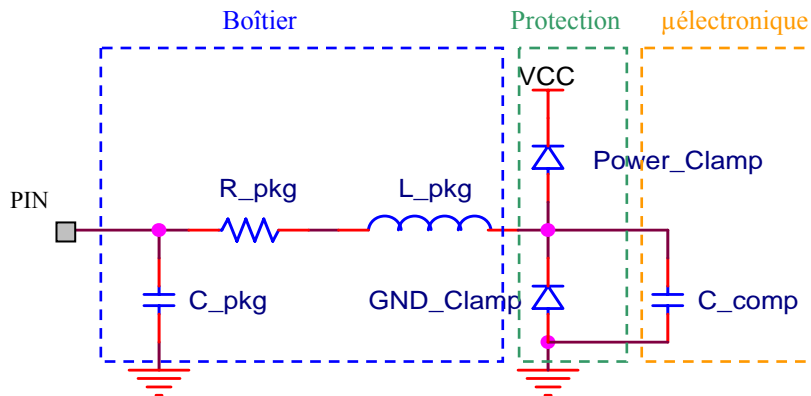 Boîtier
Protection
µélectronique
VCC
Power_Clamp
PIN
R_pkg
L_pkg
C_pkg
GND_Clamp
C_comp